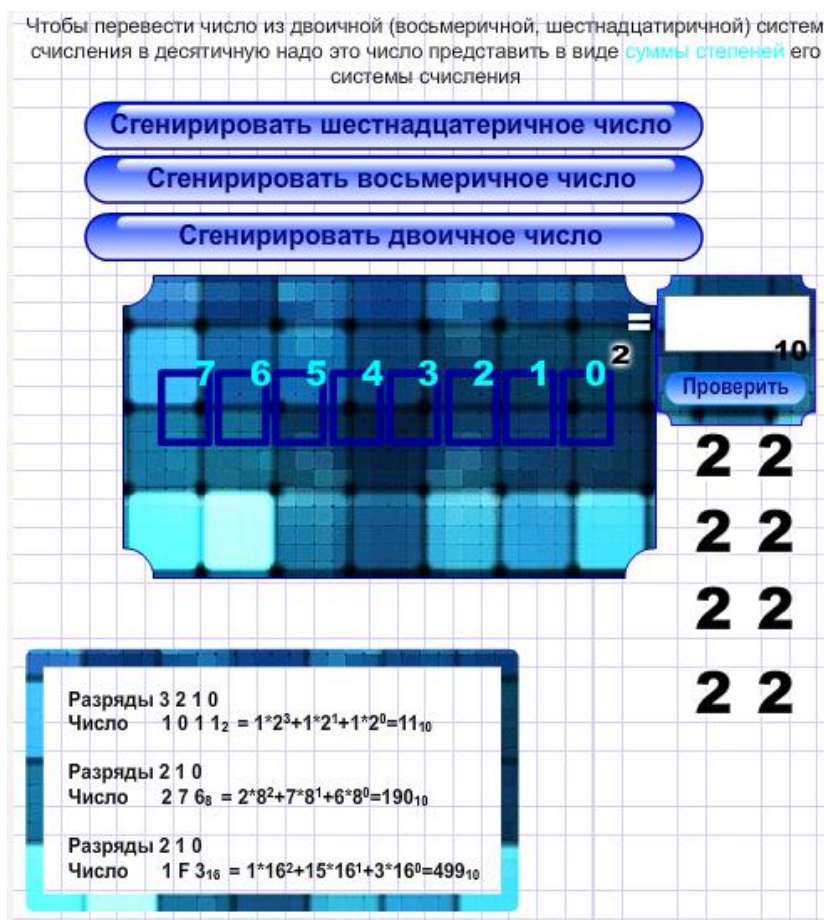 Чтобы перевести число из двоичной (восьмеричной, шестнадцатиричной) систем
счисления в десятичную надо это число представить в виде суммы степеней его
системы счисления
Сгенирировать шестнадцатеричное число
Сгенирировать восьмеричное число
Сгенирировать двоичное число
=
7 6 5 4 3 2 1 0 2
10
Проверить
2 2
2 2
2 2
2 2
Разряды 3 2 1 0
Число 1 0 1 1₂ = 1*2³+1*2¹+1*2⁰=11₁₀
Разряды 2 1 0
Число 2 7 6₈ = 2*8²+7*8¹+6*8⁰=190₁₀
Разряды 2 1 0
Число 1 F 3₁₆ = 1*16²+15*16¹+3*16⁰=499₁₀